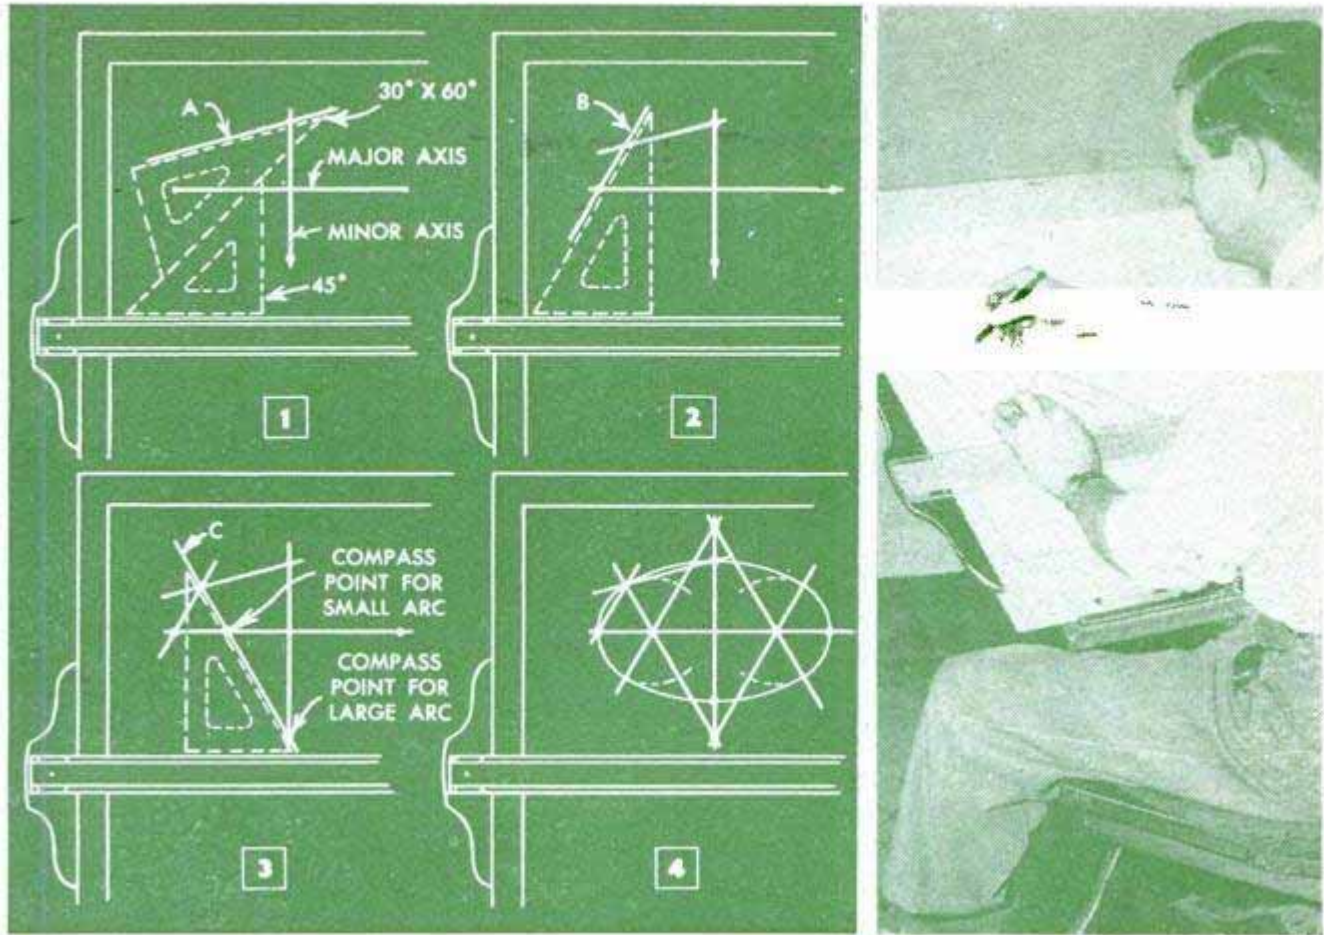 A
30° X 60°
MAJOR AXIS
MINOR AXIS
45°
1
B
2
C
COMPASS
POINT FOR
SMALL ARC
COMPASS
POINT FOR
LARGE ARC
3
4